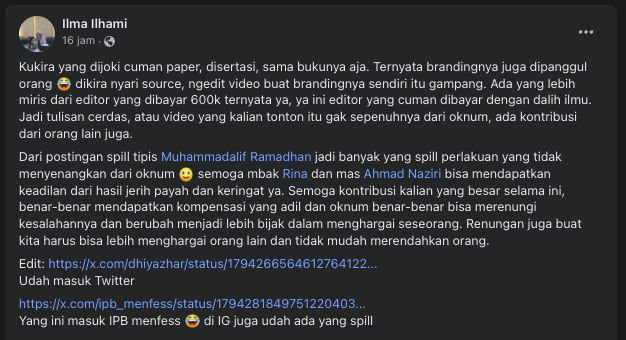 Ilma Ilhami
16 jam ·
Kukira yang dijoki cuman paper, disertasi, sama bukunya aja. Ternyata brandingnya juga dipanggul
orang 😂 dikira nyari source, ngedit video buat brandingnya sendiri itu gampang. Ada yang lebih
miris dari editor yang dibayar 600k ternyata ya, ya ini editor yang cuman dibayar dengan dalih ilmu.
Jadi tulisan cerdas, atau video yang kalian tonton itu gak sepenuhnya dari oknum, ada kontribusi
dari orang lain juga.
Dari postingan spill tipis Muhammadalif Ramadhan jadi banyak yang spill perlakuan yang tidak
menyenangkan dari oknum 😀 semoga mbak Rina dan mas Ahmad Naziri bisa mendapatkan
keadilan dari hasil jerih payah dan keringat ya. Semoga kontribusi kalian yang besar selama ini,
benar-benar mendapatkan kompensasi yang adil dan oknum benar-benar bisa merenungi
kesalahannya dan berubah menjadi lebih bijak dalam menghargai seseorang. Renungan juga buat
kita harus bisa lebih menghargai orang lain dan tidak mudah merendahkan orang.
Edit: https://x.com/dhiyazhar/status/1794266564612764122...
Udah masuk Twitter
https://x.com/ipb_menfess/status/1794281849751220403...
Yang ini masuk IPB menfess 😂 di IG juga udah ada yang spill